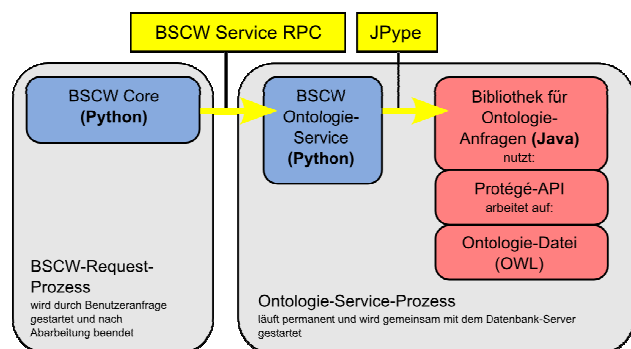 BSCW Service RPC
JPype
BSCW Core
(Python)
BSCW
Ontologie-
Service
(Python)
Bibliothek für
Ontologie-
Anfragen (Java)
nutzt:
Protégé-API
arbeitet auf:
Ontologie-Datei
(OWL)
BSCW-Request-
Prozess
wird durch Benutzeranfrage
gestartet und nach
Abarbeitung beendet
Ontologie-Service-Prozess
läuft permanent und wird gemeinsam mit dem Datenbank-Server
gestartet